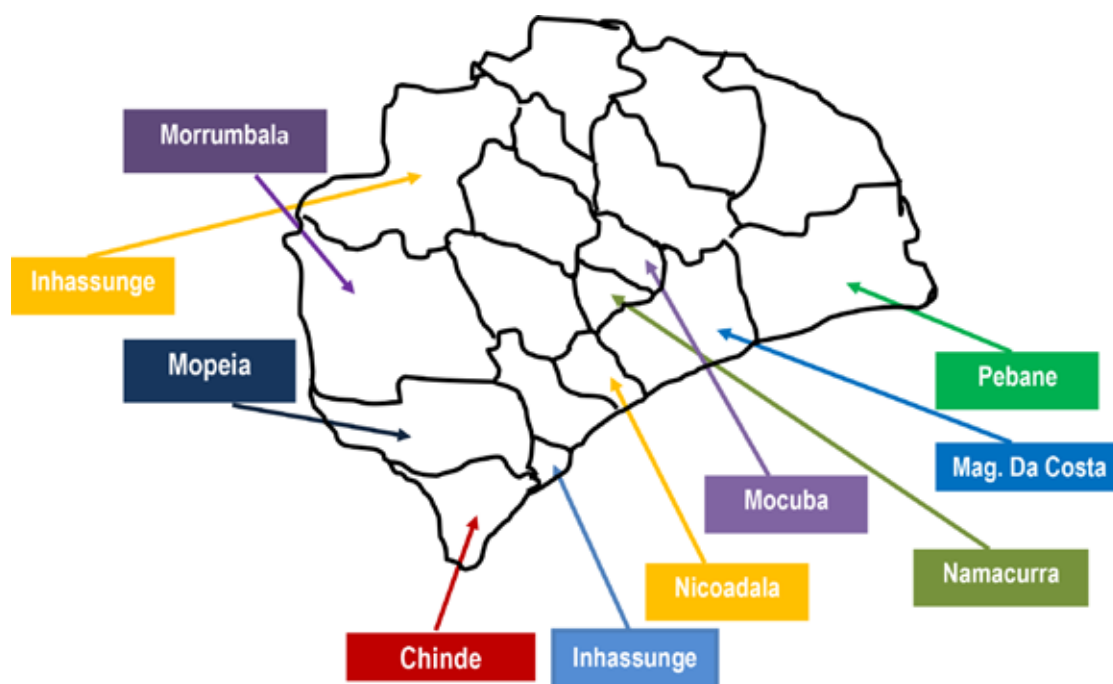 Morrumbala
Inhassunge
Mopeia
Pebane
Mag. Da Costa
Mocuba
Namacurra
Nicoadala
Chinde
Inhassunge